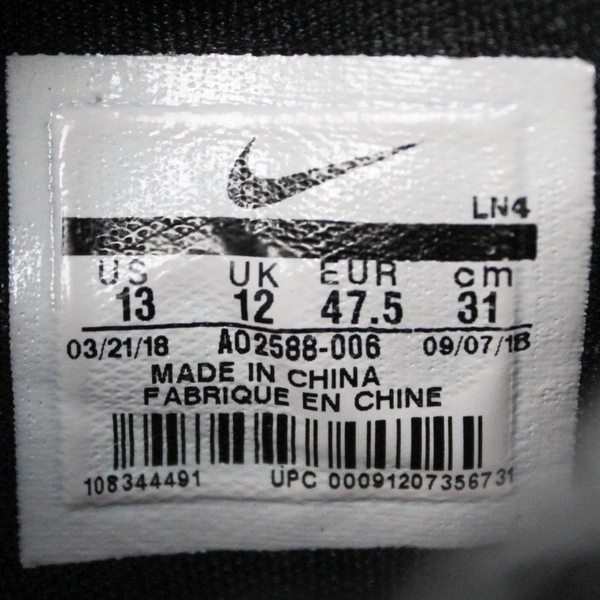 LN4
US UK EUR cm
13 12 47.5 31
03/21/18 AO2588-006 09/07/18
MADE IN CHINA
FABRIQUE EN CHINE
108344491 UPC 00091207356731